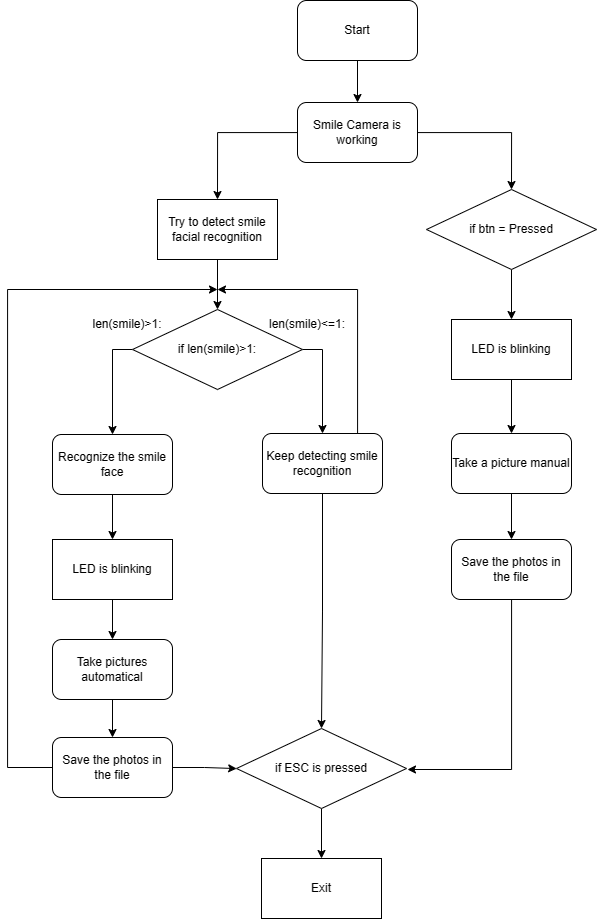 Start
Smile Camera is
working
Try to detect smile
facial recognition
if btn = Pressed
len(smile)>1:
len(smile)<=1:
if len(smile)>1:
LED is blinking
Recognize the smile
face
Keep detecting smile
recognition
Take a picture manual
LED is blinking
Save the photos in
the file
Take pictures
automatical
Save the photos in
the file
if ESC is pressed
Exit